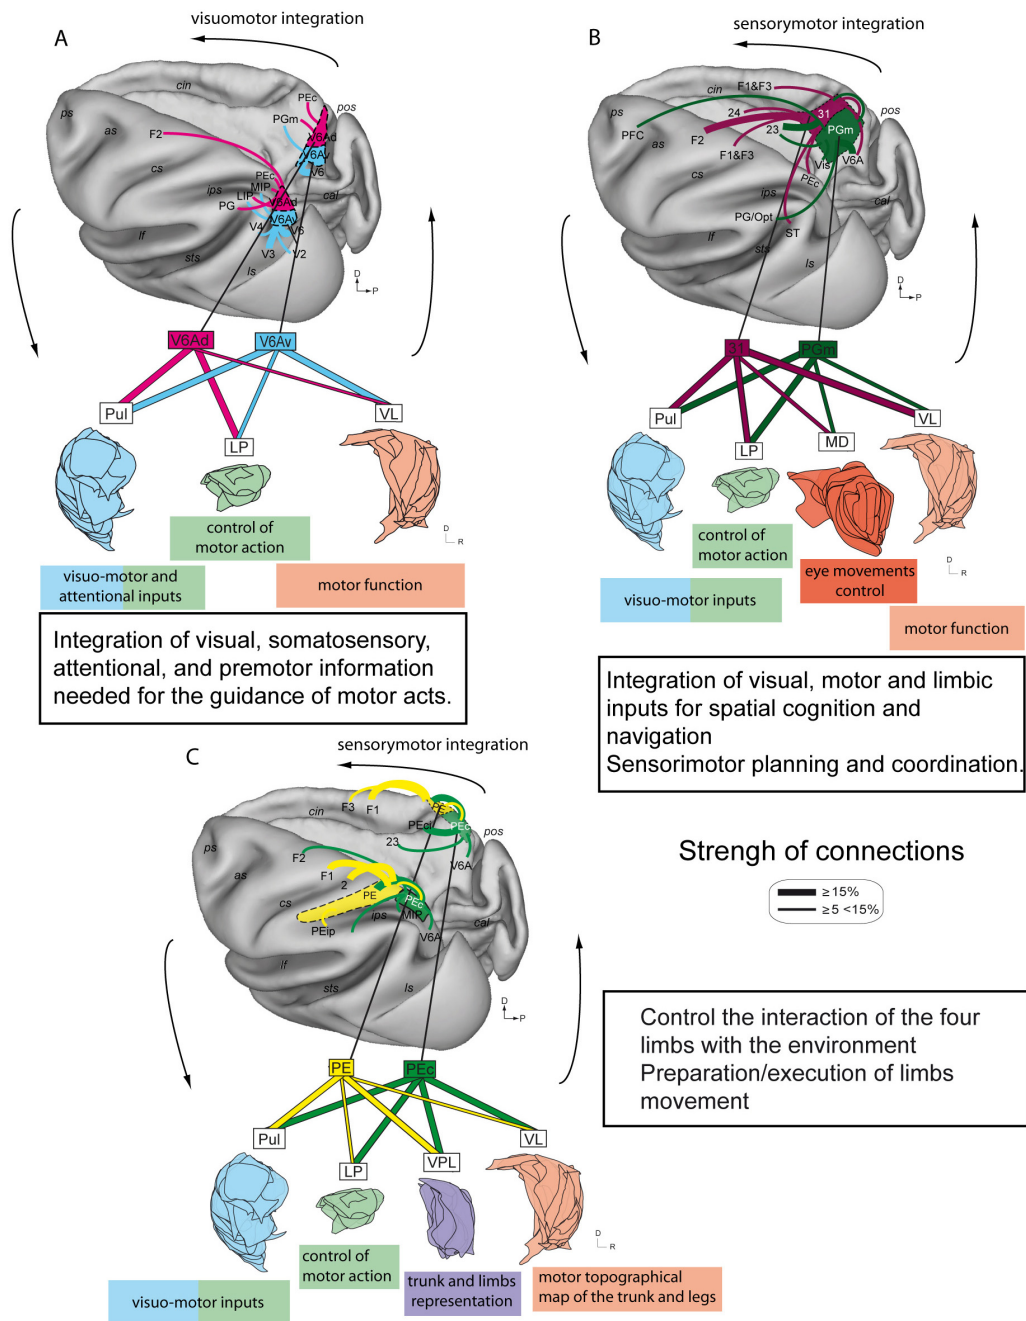 visuomotor integration
A
cin
pos
PEc
PGm
V6Ad
V6Av
V6
ps
as
F2
cs
PEc
MIP
ips
LIP
PG
V6Ad
V6Av
V4
V6
V3
V2
cal
lf
sts
ls
D
P
V6Ad
V6Av
Pul
LP
VL
control of
motor action
D
R
visuo-motor and
attentional inputs
motor function
Integration of visual, somatosensory,
attentional, and premotor information
needed for the guidance of motor acts.
sensorymotor integration
B
cin
F1&F3
pos
ps
PFC
as
24
31
23
PGm
F2
F1&F3
Vis
V6A
PEc
cs
ips
cal
PG/Opt
ST
lf
sts
ls
D
P
31
PGm
Pul
LP
MD
VL
control of
motor action
D
R
eye movements
control
visuo-motor inputs
motor function
Integration of visual, motor and limbic
inputs for spatial cognition and
navigation
Sensorimotor planning and coordination.
sensorymotor integration
C
cin
F3
F1
PE
PEci
PEc
pos
23
V6A
ps
as
F2
F1
2
PE
PEc
cs
ips
MIP
PEip
V6A
cal
lf
sts
ls
D
P
PE
PEc
Pul
LP
VPL
VL
D
R
control of
motor action
visuo-motor inputs
trunk and limbs
representation
motor topographical
map of the trunk and legs
Strengh of connections
≥15%
≥5 <15%
Control the interaction of the four
limbs with the environment
Preparation/execution of limbs
movement